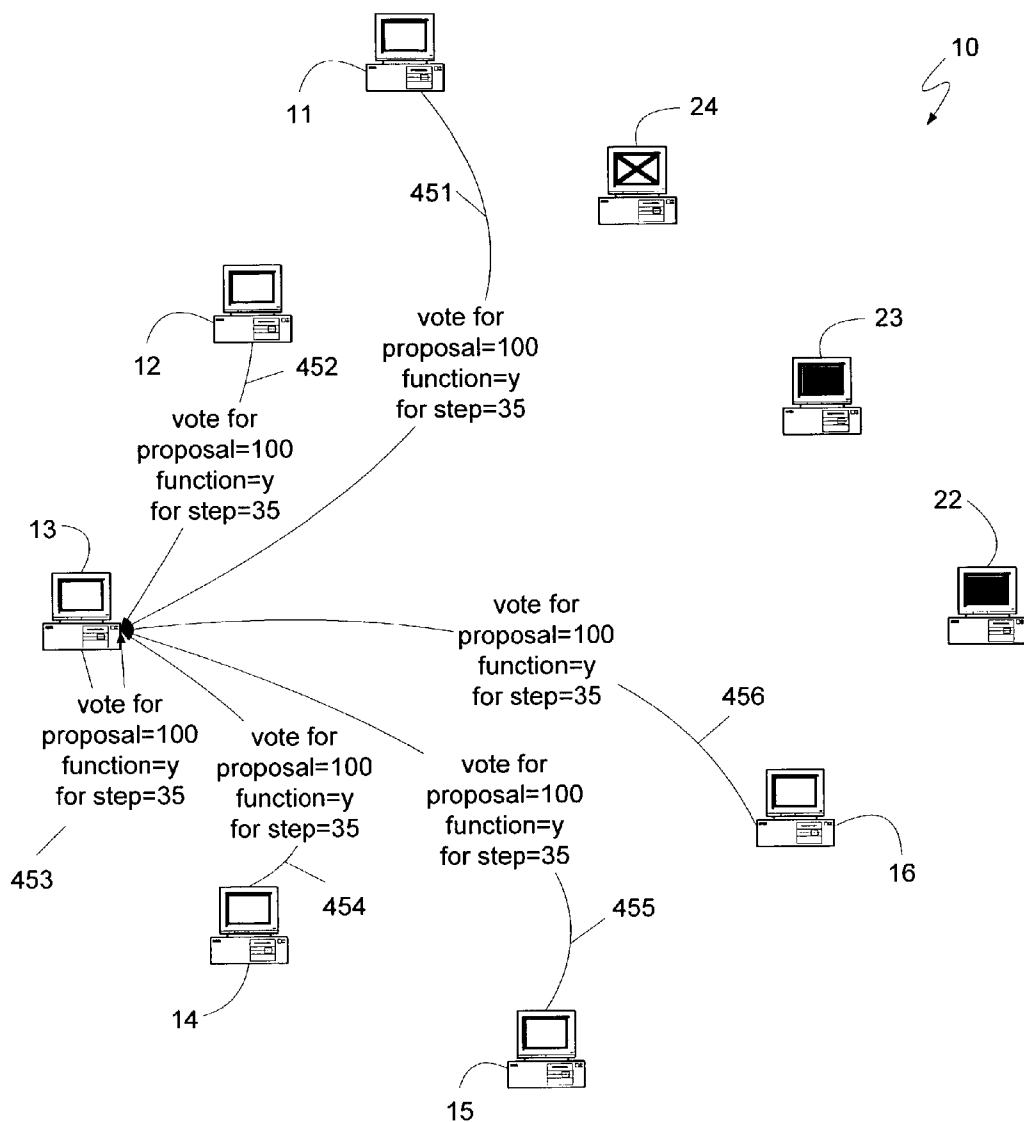 10
11
24
451
12
452
vote for
proposal=100
function=y
for step=35
23
vote for
proposal=100
function=y
for step=35
13
22
vote for
proposal=100
function=y
for step=35
vote for
proposal=100
function=y
for step=35
vote for
proposal=100
function=y
for step=35
vote for
proposal=100
function=y
for step=35
456
453
454
16
455
14
15